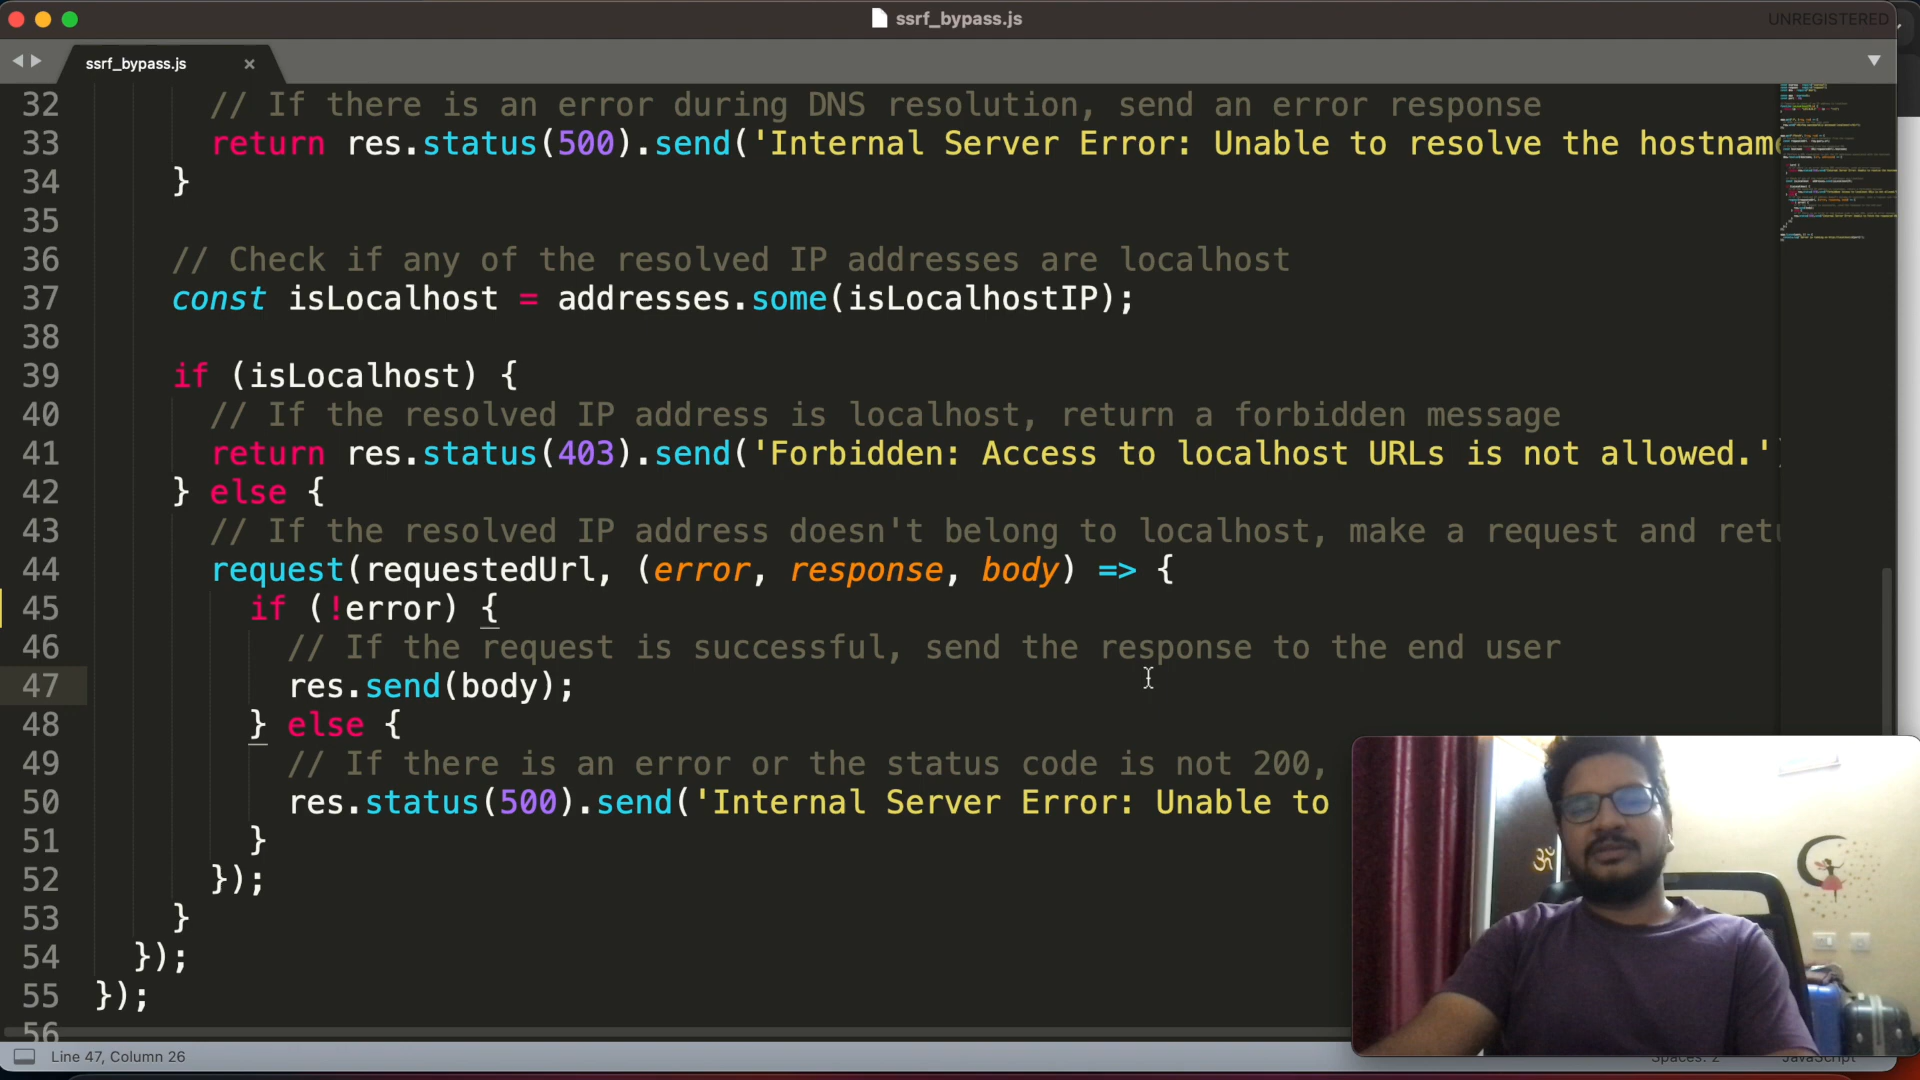 ssrf_bypass.js
UNREGISTERED
ssrf_bypass.js ×
32 // If there is an error during DNS resolution, send an error response
33 return res.status(500).send('Internal Server Error: Unable to resolve the hostnam
34 }
35
36 // Check if any of the resolved IP addresses are localhost
37 const isLocalhost = addresses.some(isLocalhostIP);
38
39 if (isLocalhost) {
40 // If the resolved IP address is localhost, return a forbidden message
41 return res.status(403).send('Forbidden: Access to localhost URLs is not allowed.'
42 } else {
43 // If the resolved IP address doesn't belong to localhost, make a request and retu
44 request(requestedUrl, (error, response, body) => {
45 if (!error) {
46 // If the request is successful, send the response to the end user
47 res.send(body);
48 } else {
49 // If there is an error or the status code is not 200,
50 res.status(500).send('Internal Server Error: Unable to
51 }
52 });
53 }
54 });
55 });
56
ॐ
Line 47, Column 26
Spaces: 2
JavaScript